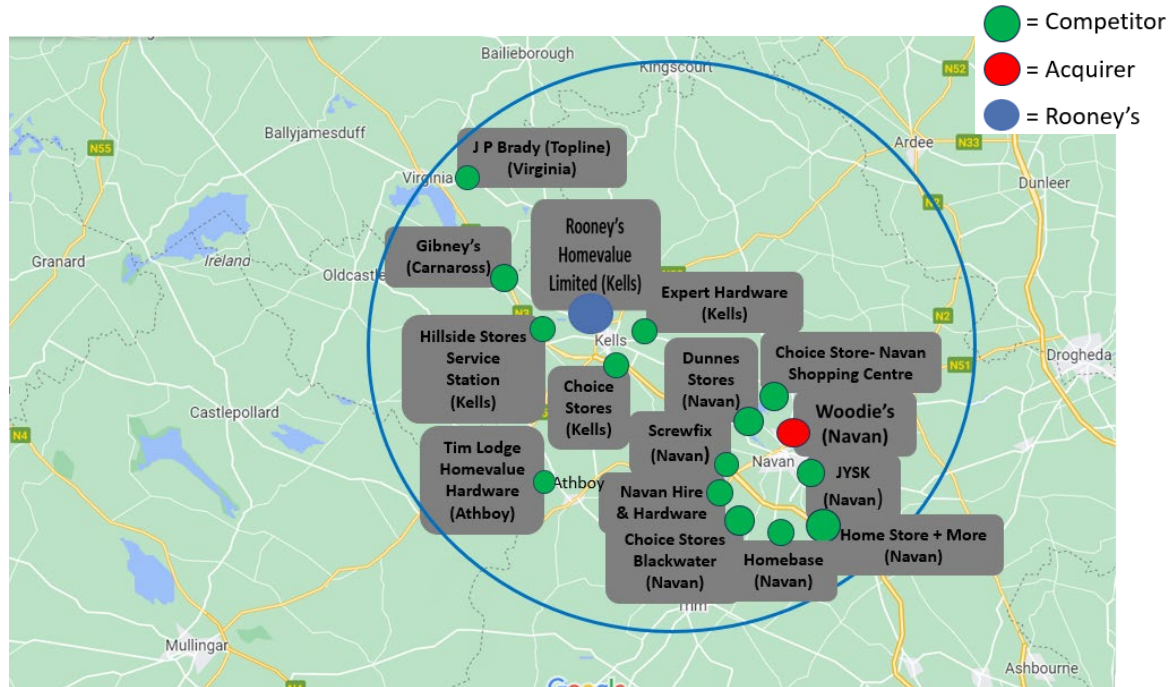 = Competitor
= Acquirer
= Rooney's
Bailieborough
Kingscourt
N52
N55
Ballyjamesduff
Ardee
N33
J P Brady (Topline)
(Virginia)
Virginia
Dunleer
N2
Rooney's
Homevalue
Limited (Kells)
Gibney's
(Carnaross)
Granard
Ireland
Oldcastle
Expert Hardware
(Kells)
N3
N2
Kells
Hillside Stores
Service
Station
(Kells)
Choice
Stores
(Kells)
Dunnes
Stores
(Navan)
Choice Store- Navan
Shopping Centre
N51
Drogheda
Castlepollard
N4
Woodie's
(Navan)
Screwfix
(Navan)
Navan
Tim Lodge
Homevalue
Hardware
(Athboy)
Athboy
JYSK
(Navan)
Navan Hire
& Hardware
Choice Stores
Blackwater
(Navan)
Homebase
(Navan)
Home Store + More
(Navan)
Mullingar
Ashbourne
Google